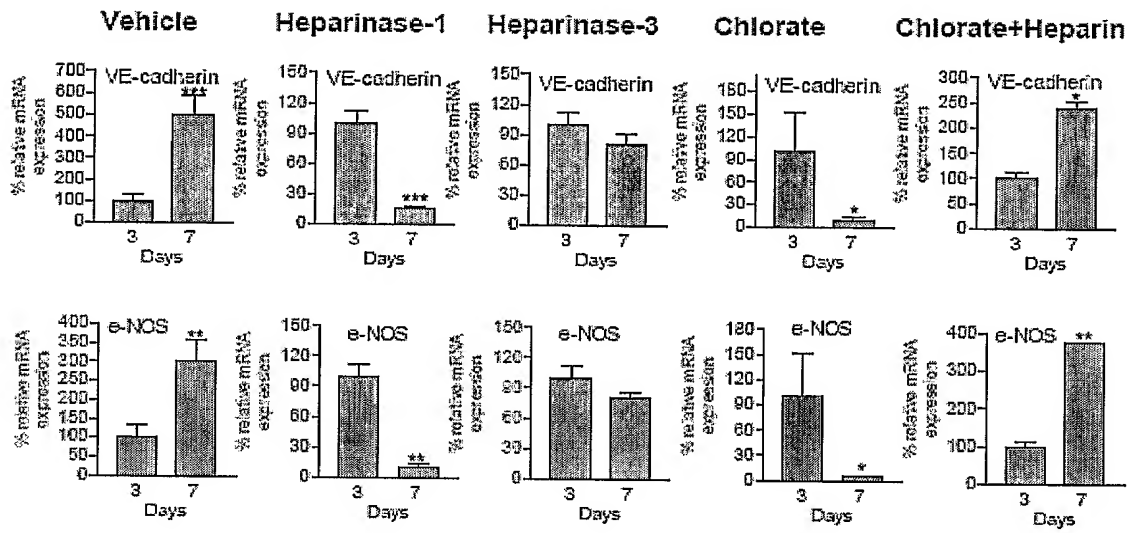 Vehicle Heparinase-1 Heparinase-3 Chlorate Chlorate+Heparin
% relative mRNA expression
VE-cadherin
700
600
500
400
300
200
100
0
***
3 7
Days
% relative mRNA expression
VE-cadherin
150
120
90
60
30
0
***
3 7
Days
% relative mRNA expression
VE-cadherin
150
120
90
60
30
0
3 7
Days
% relative mRNA expression
VE-cadherin
180
150
120
90
60
30
0
*
3 7
Days
% relative mRNA expression
VE-cadherin
300
250
200
150
100
50
0
*
3 7
Days
% relative mRNA expression
e-NOS
400
350
300
250
200
150
100
50
0
**
3 7
Days
% relative mRNA expression
e-NOS
150
120
90
60
30
0
**
3 7
Days
% relative mRNA expression
e-NOS
150
120
90
60
30
0
3 7
Days
% relative mRNA expression
e-NOS
180
150
120
90
60
30
0
*
3 7
Days
% relative mRNA expression
e-NOS
400
300
200
100
0
**
3 7
Days